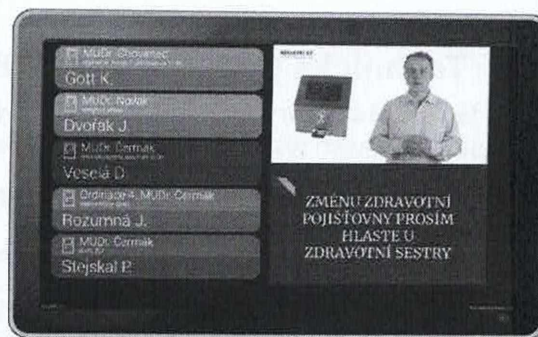 MUDr. Chovanec
Gott K.
MUDr. Novák
Dvořák J.
MUDr. Čermák
Veselá D.
Ordinace 4, MUDr. Čermák
Rozumná J.
MUDr. Čermák
Stejskal P.
ZMĚNU ZDRAVOTNÍ
POJIŠŤOVNY PROSÍM
HLASTE U
ZDRAVOTNÍ SESTRY